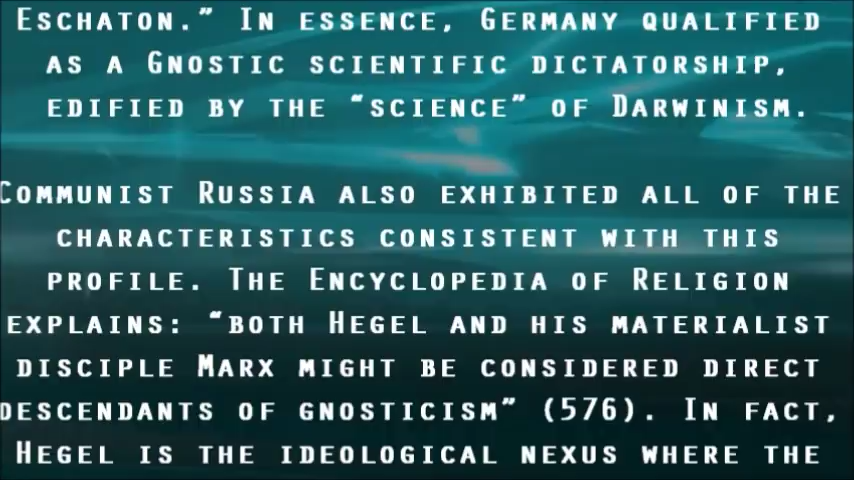 ESCHATON." IN ESSENCE, GERMANY QUALIFIED
AS A GNOSTIC SCIENTIFIC DICTATORSHIP,
EDIFIED BY THE "SCIENCE" OF DARWINISM.
COMMUNIST RUSSIA ALSO EXHIBITED ALL OF THE
CHARACTERISTICS CONSISTENT WITH THIS
PROFILE. THE ENCYCLOPEDIA OF RELIGION
EXPLAINS: "BOTH HEGEL AND HIS MATERIALIST
DISCIPLE MARX MIGHT BE CONSIDERED DIRECT
DESCENDANTS OF GNOSTICISM" (576). IN FACT,
HEGEL IS THE IDEOLOGICAL NEXUS WHERE THE